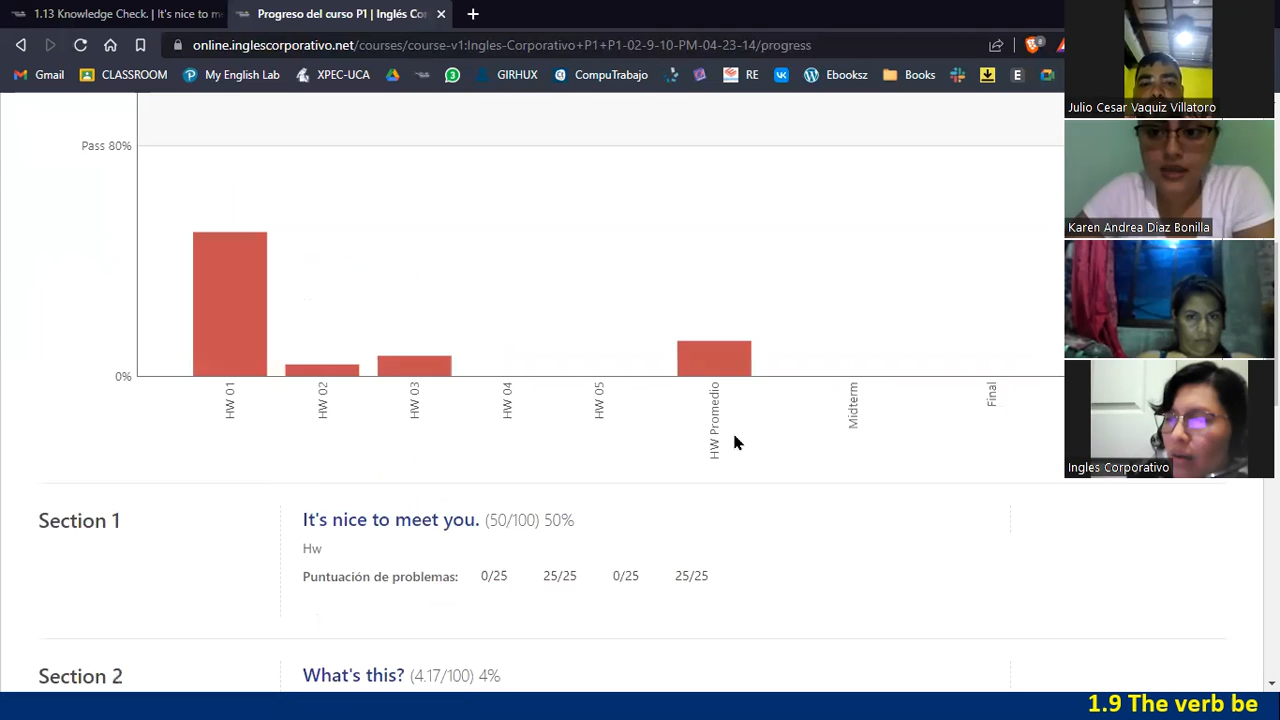 1.13 Knowledge Check. | It's nice to m
Progreso del curso P1 | Inglés Co
online.inglescorporativo.net/courses/course-v1:Ingles-Corporativo+P1+P1-02-9-10-PM-04-23-14/progress
Gmail
CLASSROOM
My English Lab
XPEC-UCA
GIRHUX
CompuTrabajo
RE
Ebooksz
Books
Pass 80%
0%
HW 01
HW 02
HW 03
HW 04
HW 05
HW Promedio
Midterm
Final
Section 1
It's nice to meet you. (50/100) 50%
Hw
Puntuación de problemas: 0/25 25/25 0/25 25/25
Section 2
What's this? (4.17/100) 4%
Julio Cesar Vaquiz Villatoro
Karen Andrea Diaz Bonilla
Ingles Corporativo
1.9 The verb be